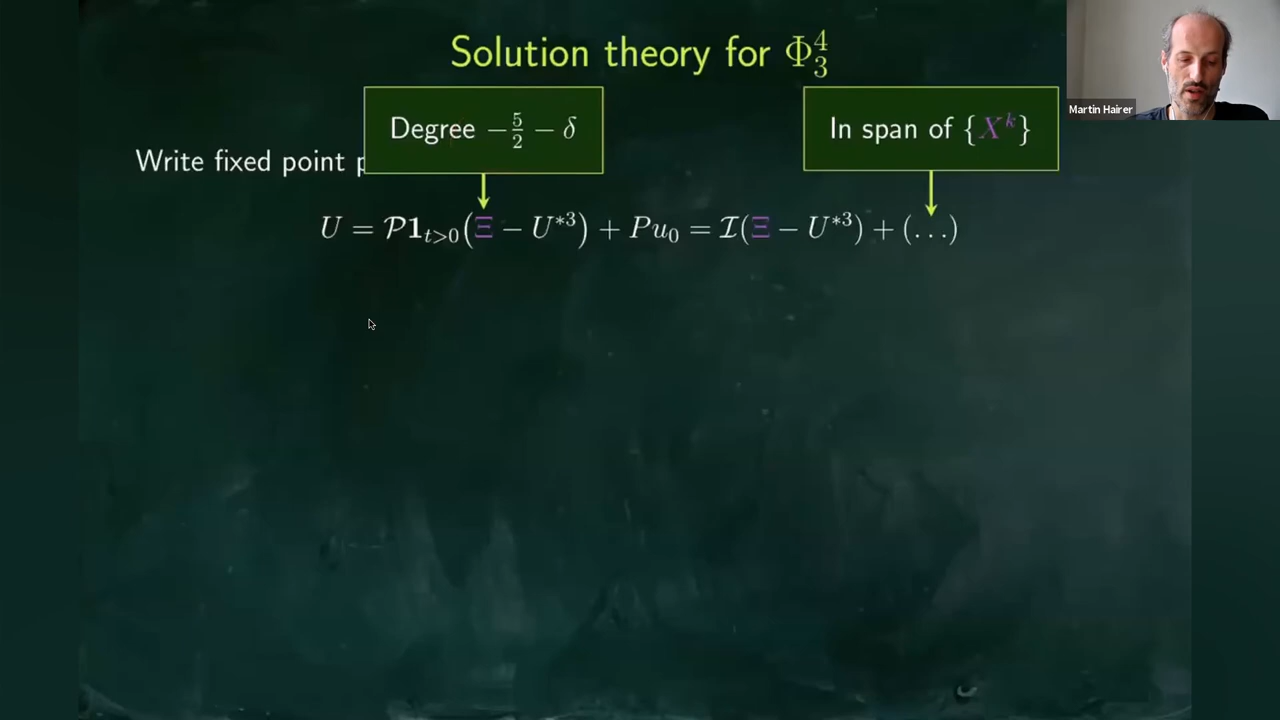 Solution theory for Φ₃⁴
Martin Hairer
Degree −5/2 − δ
In span of {Xᵏ}
Write fixed point
U = 𝒫𝟏_{t>0}(Ξ − U^{*3}) + Pu₀ = ℐ(Ξ − U^{*3}) + (…)